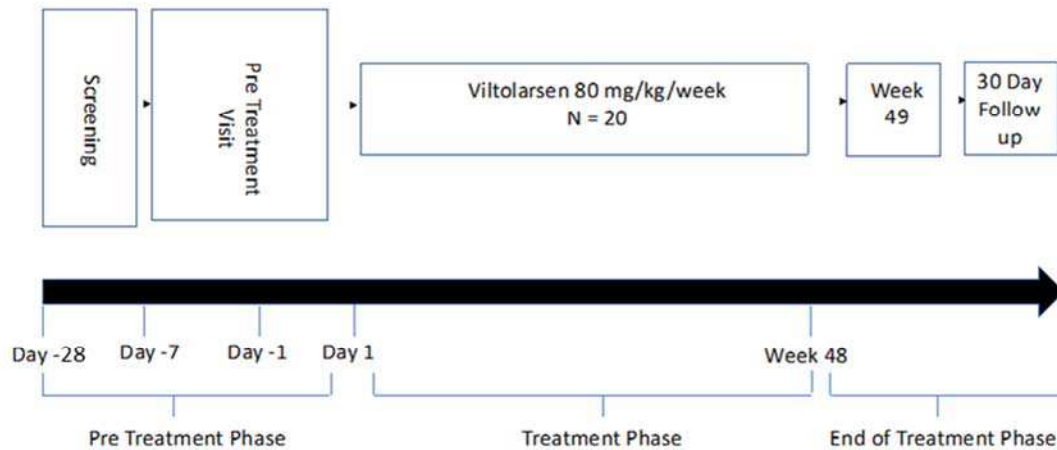 Screening
Pre Treatment
Visit
Viltolarsen 80 mg/kg/week
N = 20
Week
49
30 Day
Follow
up
Day -28
Day -7
Day -1
Day 1
Week 48
Pre Treatment Phase
Treatment Phase
End of Treatment Phase